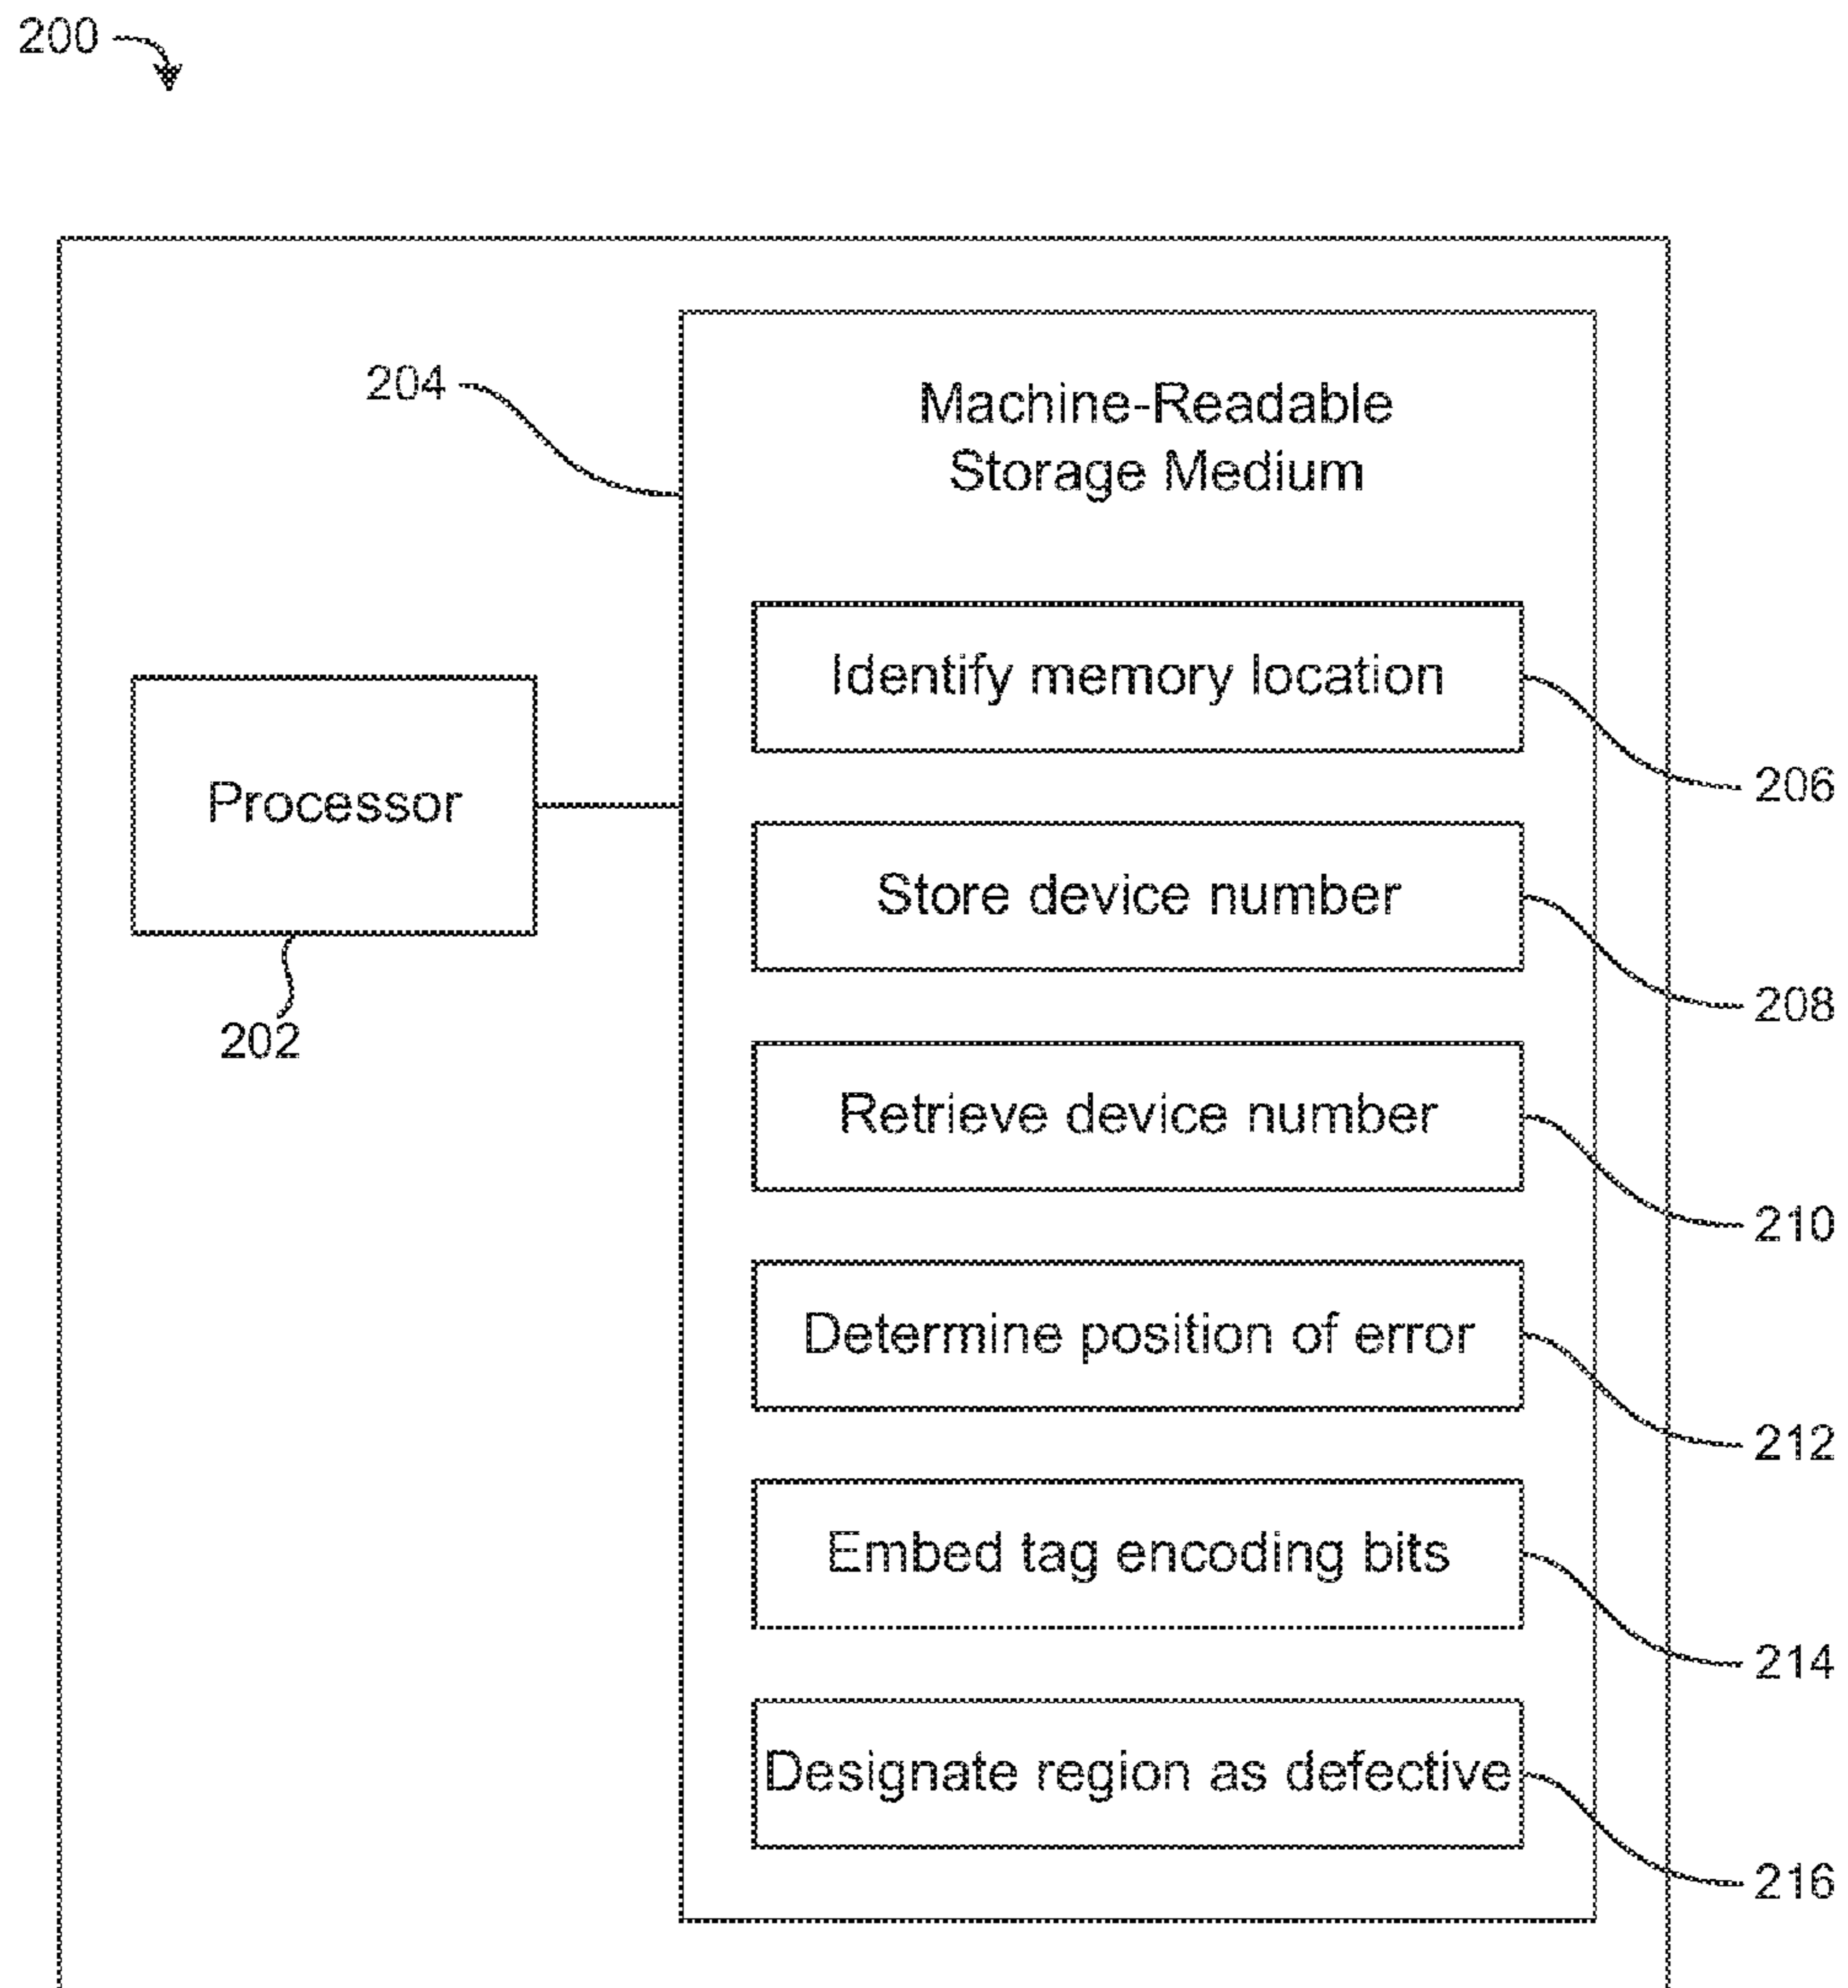 200
204
Machine-Readable
Storage Medium
Identify memory location
206
Processor
202
Store device number
208
Retrieve device number
210
Determine position of error
212
Embed tag encoding bits
214
Designate region as defective
216